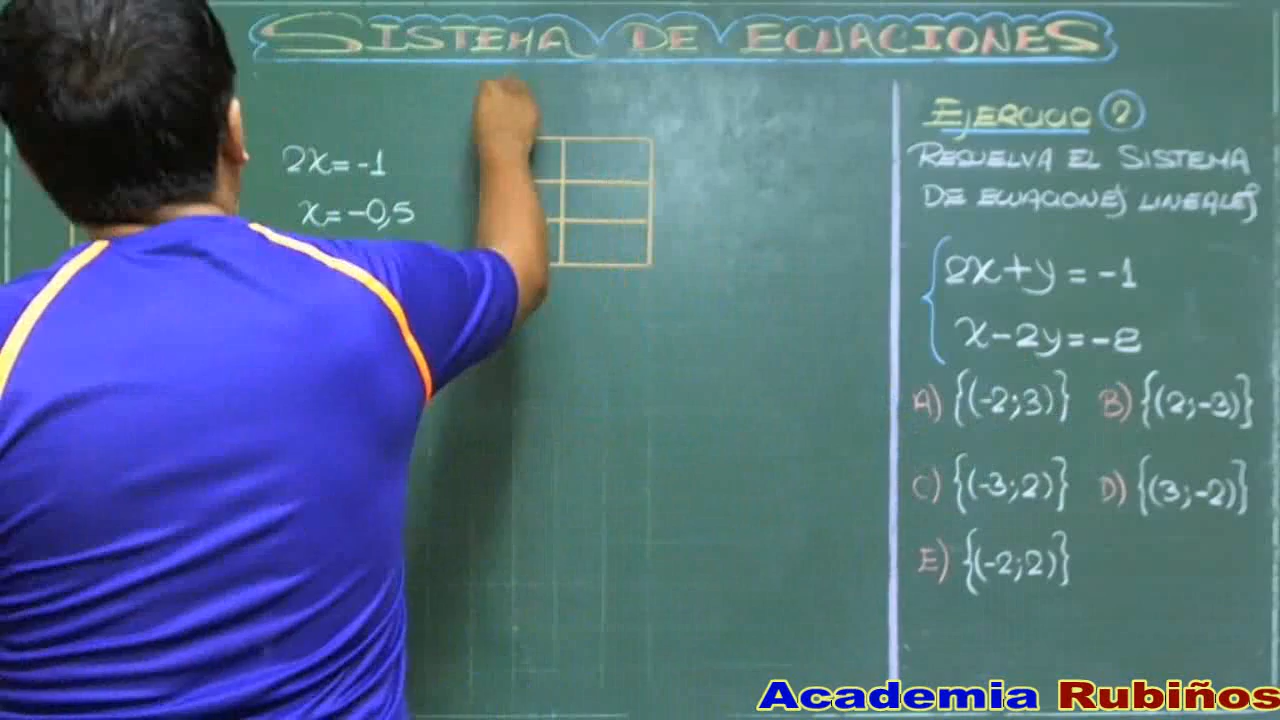 SISTEMA DE ECUACIONES
2x = -1
x = -0,5
EJERCICIO 2
RESUELVA EL SISTEMA
DE ECUACIONES LINEALES
2x + y = -1
x - 2y = -8
A) {(-2;3)} B) {(2;-3)}
C) {(-3;2)} D) {(3;-2)}
E) {(-2;2)}
Academia Rubiños